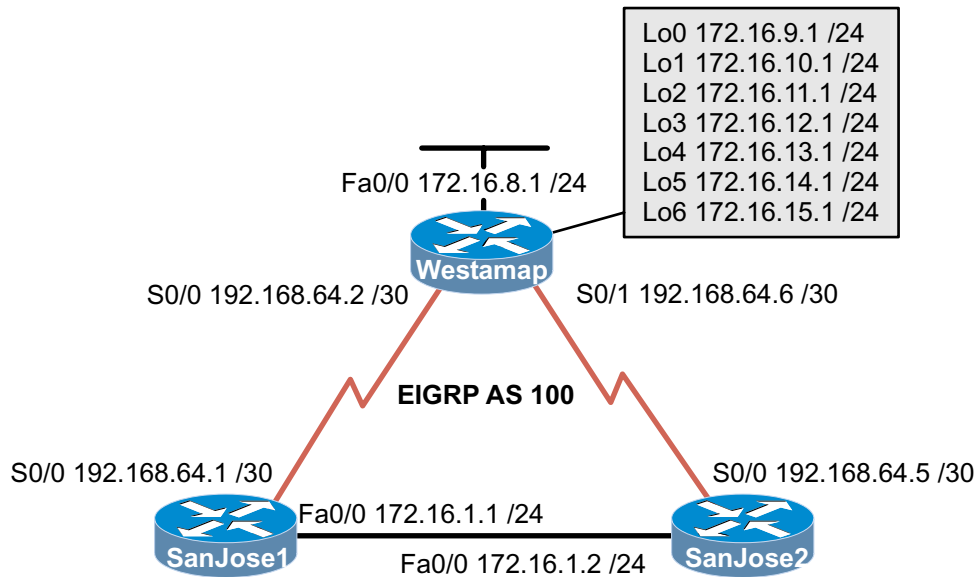 Lo0 172.16.9.1 /24
Lo1 172.16.10.1 /24
Lo2 172.16.11.1 /24
Lo3 172.16.12.1 /24
Lo4 172.16.13.1 /24
Lo5 172.16.14.1 /24
Lo6 172.16.15.1 /24
Fa0/0 172.16.8.1 /24
Westamap
S0/0 192.168.64.2 /30
S0/1 192.168.64.6 /30
EIGRP AS 100
S0/0 192.168.64.1 /30
S0/0 192.168.64.5 /30
Fa0/0 172.16.1.1 /24
SanJose1
Fa0/0 172.16.1.2 /24
SanJose2